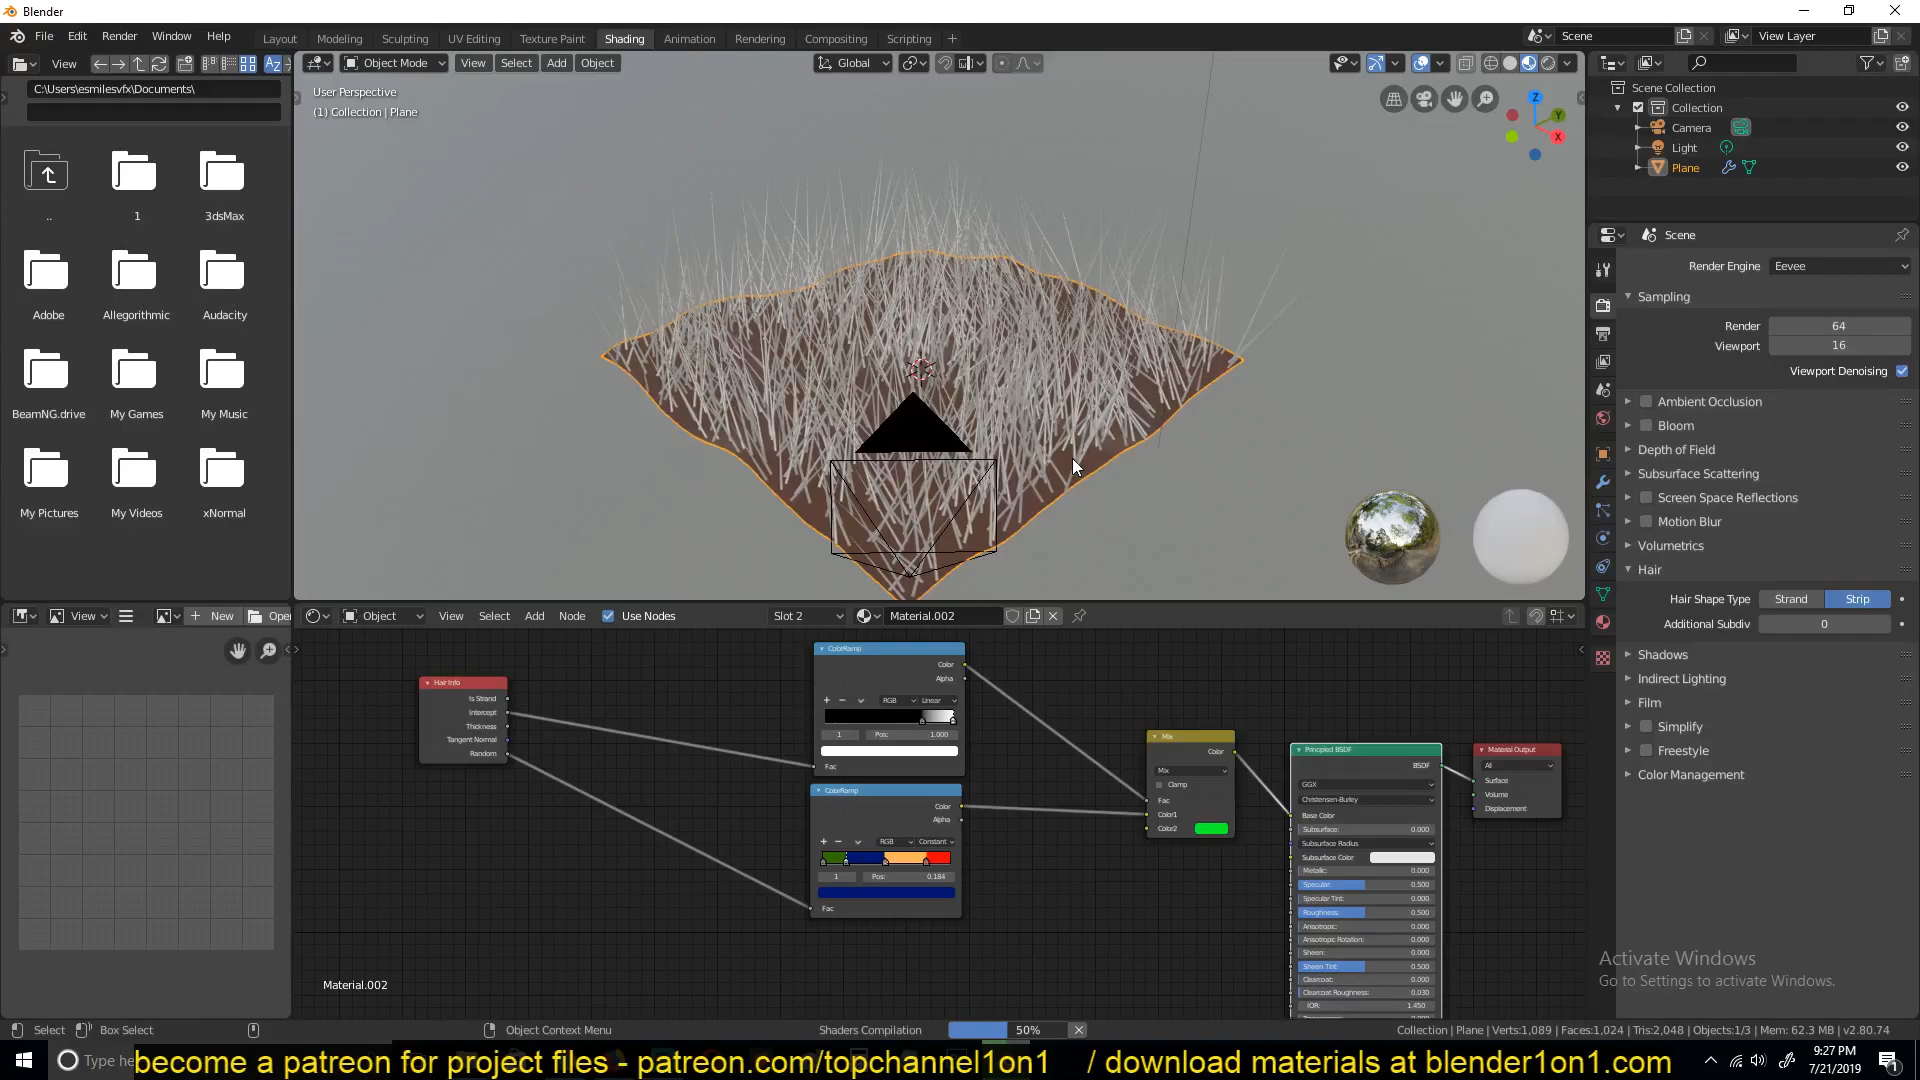 Blender
File Edit Render Window Help
Layout Modeling Sculpting UV Editing Texture Paint Shading Animation Rendering Compositing Scripting +
Scene View Layer
View
Object Mode View Select Add Object Global
C:\Users\esmilesvfx\Documents\
User Perspective
(1) Collection | Plane
Z
Y
X
..
1
3dsMax
Adobe
Allegorithmic
Audacity
BeamNG.drive
My Games
My Music
My Pictures
My Videos
xNormal
Scene Collection
Collection
Camera
Light
Plane
Scene
Render Engine Eevee
Sampling
Render 64
Viewport 16
Viewport Denoising
Ambient Occlusion
Bloom
Depth of Field
Subsurface Scattering
Screen Space Reflections
Motion Blur
Volumetrics
Hair
Hair Shape Type Strand Strip
Additional Subdiv 0
Shadows
Indirect Lighting
Film
Simplify
Freestyle
Color Management
View New Open
Object View Select Add Node Use Nodes Slot 2 Material.002
Hair Info
Is Strand
Intercept
Thickness
Tangent Normal
Random
ColorRamp
Color
Alpha
RGB Linear
1 Pos: 1.000
Fac
ColorRamp
Color
Alpha
RGB Constant
1 Pos: 0.184
Fac
Mix
Color
Mix
Clamp
Fac
Color1
Color2
Principled BSDF
BSDF
GGX
Christensen-Burley
Base Color
Subsurface: 0.000
Subsurface Radius
Subsurface Color
Metallic: 0.000
Specular: 0.500
Specular Tint: 0.000
Roughness: 0.500
Anisotropic: 0.000
Anisotropic Rotation: 0.000
Sheen: 0.000
Sheen Tint: 0.500
Clearcoat: 0.000
Clearcoat Roughness: 0.030
IOR: 1.450
Material Output
All
Surface
Volume
Displacement
Material.002
Activate Windows
Go to Settings to activate Windows.
Select Box Select Object Context Menu Shaders Compilation 50% Collection | Plane | Verts:1,089 | Faces:1,024 | Tris:2,048 | Objects:1/3 | Mem: 62.3 MB | v2.80.74
Type he
become a patreon for project files - patreon.com/topchannel1on1 / download materials at blender1on1.com
9:27 PM
7/21/2019
1